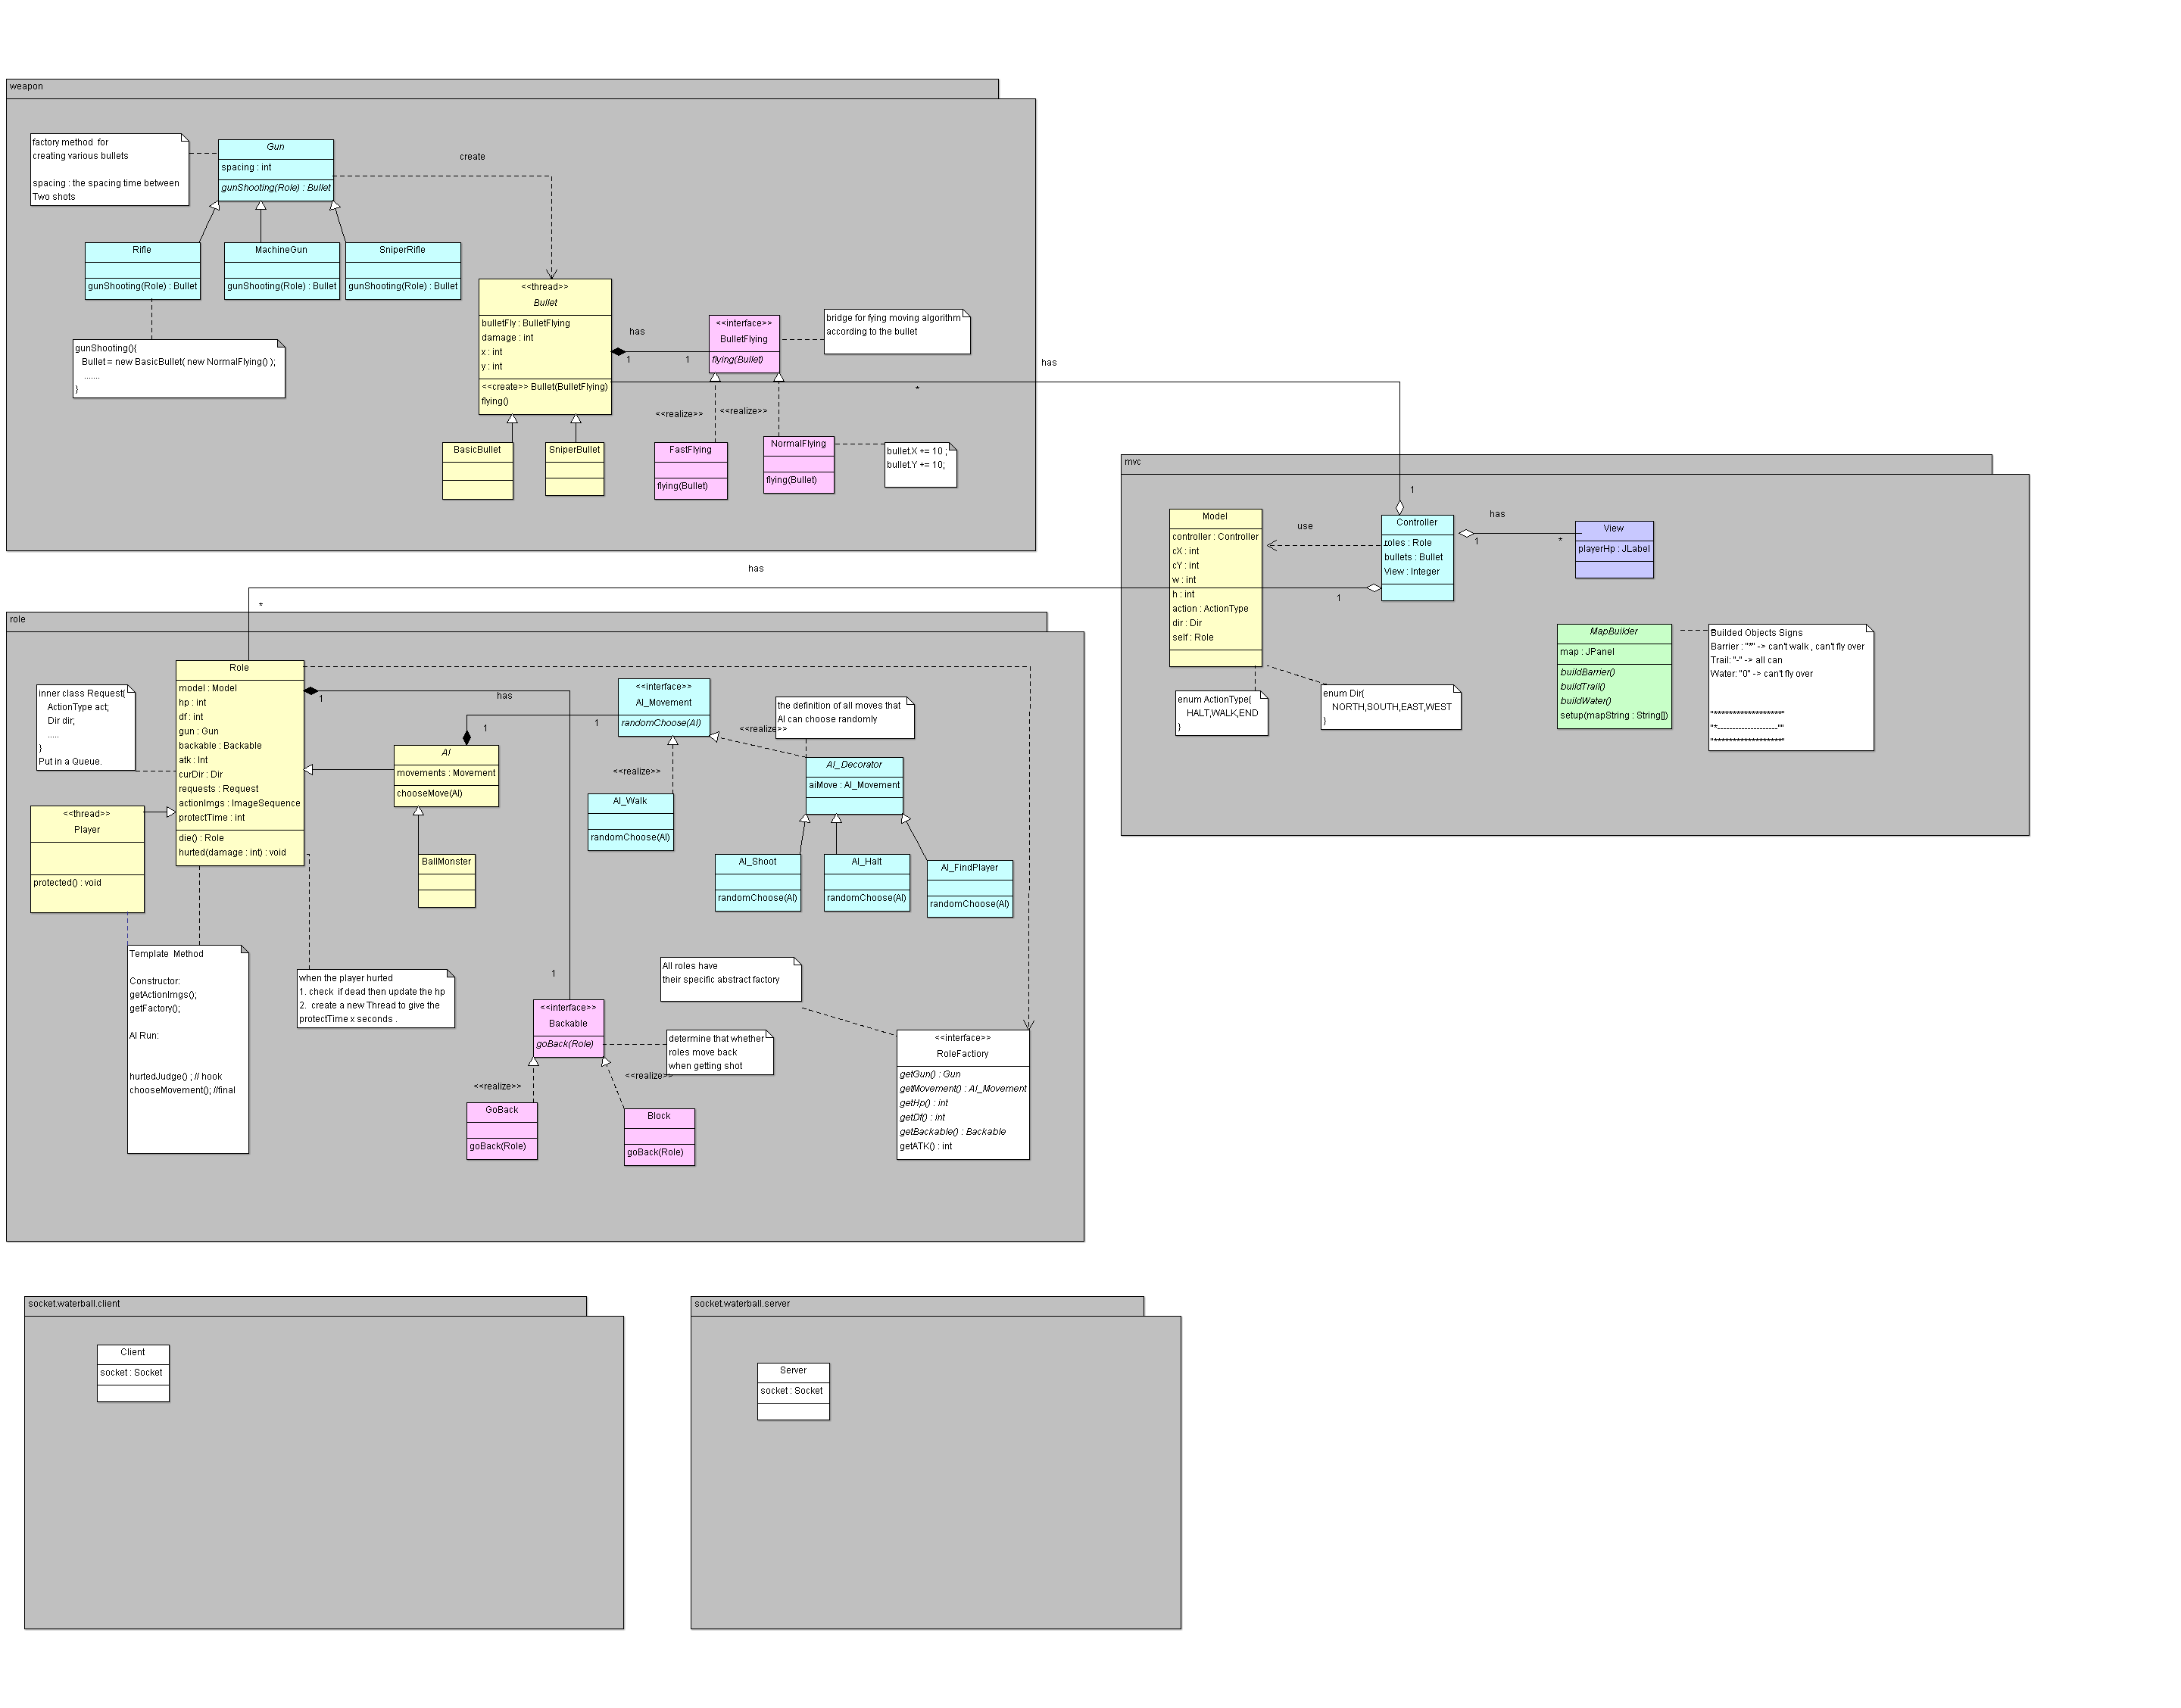 weapon
factory method  for
creating various bullets
spacing : the spacing time between
Two shots
Gun
spacing : int
gunShooting(Role) : Bullet
create
Rifle
gunShooting(Role) : Bullet
MachineGun
gunShooting(Role) : Bullet
SniperRifle
gunShooting(Role) : Bullet
gunShooting(){
Bullet = new BasicBullet( new NormalFlying() );
.......
}
<<thread>>
Bullet
bulletFly : BulletFlying
damage : int
x : int
y : int
<<create>> Bullet(BulletFlying)
flying()
has
1
1
<<interface>>
BulletFlying
flying(Bullet)
bridge for fying moving algorithm
according to the bullet
has
*
1
<<realize>>
<<realize>>
BasicBullet
SniperBullet
FastFlying
flying(Bullet)
NormalFlying
flying(Bullet)
bullet.X += 10 ;
bullet.Y += 10;
mvc
Model
controller : Controller
cX : int
cY : int
w : int
h : int
action : ActionType
dir : Dir
self : Role
use
Controller
roles : Role
bullets : Bullet
View : Integer
has
1
*
View
playerHp : JLabel
has
*
1
enum ActionType{
HALT,WALK,END
}
enum Dir{
NORTH,SOUTH,EAST,WEST
}
MapBuilder
map : JPanel
buildBarrier()
buildTrail()
buildWater()
setup(mapString : String[])
Builded Objects Signs
Barrier : "*" -> can't walk , can't fly over
Trail: "-" -> all can
Water: "0" -> can't fly over
"******************"
"*--------------------*"
"******************"
role
inner class Request{
ActionType act;
Dir dir;
.....
}
Put in a Queue.
Role
model : Model
hp : int
df : int
gun : Gun
backable : Backable
atk : Int
curDir : Dir
requests : Request
actionImgs : ImageSequence
protectTime : int
die() : Role
hurted(damage : int) : void
1
has
1
<<thread>>
Player
protected() : void
AI
movements : Movement
chooseMove(AI)
1
1
BallMonster
<<interface>>
AI_Movement
randomChoose(AI)
the definition of all moves that
AI can choose randomly
<<realize>>
<<realize>>
AI_Walk
randomChoose(AI)
AI_Decorator
aiMove : AI_Movement
AI_Shoot
randomChoose(AI)
AI_Halt
randomChoose(AI)
AI_FindPlayer
randomChoose(AI)
Template  Method
Constructor:
getActionImgs();
getFactory();
AI Run:
hurtedJudge() ; // hook
chooseMovement(); //final
when the player hurted
1. check  if dead then update the hp
2.  create a new Thread to give the
protectTime x seconds .
<<interface>>
Backable
goBack(Role)
determine that whether
roles move back
when getting shot
<<realize>>
<<realize>>
GoBack
goBack(Role)
Block
goBack(Role)
All roles have
their specific abstract factory
<<interface>>
RoleFactory
getGun() : Gun
getMovement() : AI_Movement
getHp() : int
getDf() : int
getBackable() : Backable
getATK() : int
socket.waterball.client
Client
socket : Socket
socket.waterball.server
Server
socket : Socket